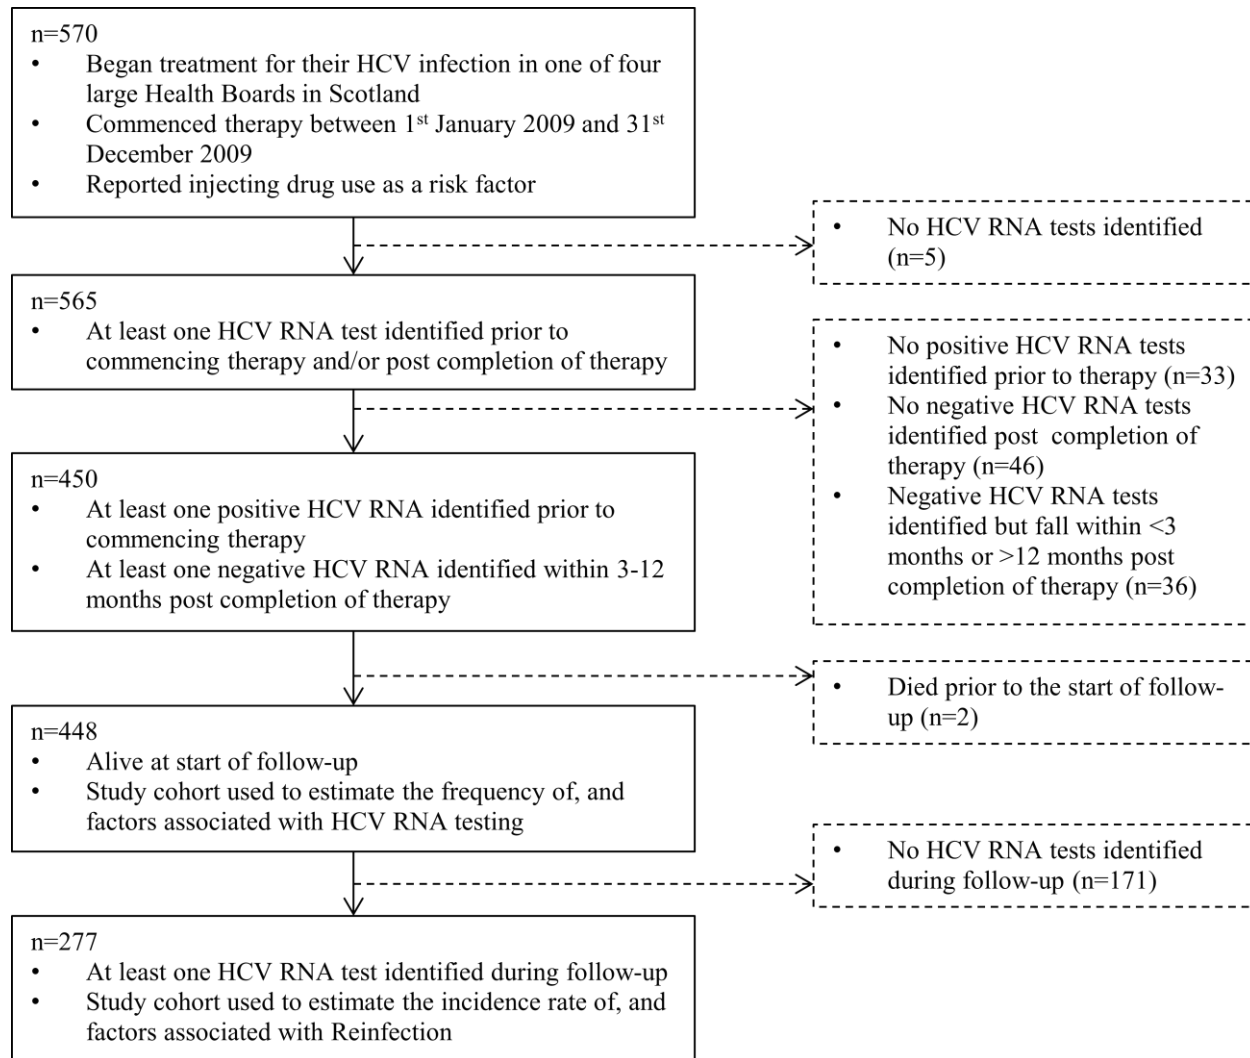 n=570
• Began treatment for their HCV infection in one of four
large Health Boards in Scotland
• Commenced therapy between 1st January 2009 and 31st
December 2009
• Reported injecting drug use as a risk factor
• No HCV RNA tests identified
(n=5)
n=565
• At least one HCV RNA test identified prior to
commencing therapy and/or post completion of therapy
• No positive HCV RNA tests
identified prior to therapy (n=33)
• No negative HCV RNA tests
identified post completion of
therapy (n=46)
• Negative HCV RNA tests
identified but fall within <3
months or >12 months post
completion of therapy (n=36)
n=450
• At least one positive HCV RNA identified prior to
commencing therapy
• At least one negative HCV RNA identified within 3-12
months post completion of therapy
• Died prior to the start of follow-
up (n=2)
n=448
• Alive at start of follow-up
• Study cohort used to estimate the frequency of, and
factors associated with HCV RNA testing
• No HCV RNA tests identified
during follow-up (n=171)
n=277
• At least one HCV RNA test identified during follow-up
• Study cohort used to estimate the incidence rate of, and
factors associated with Reinfection